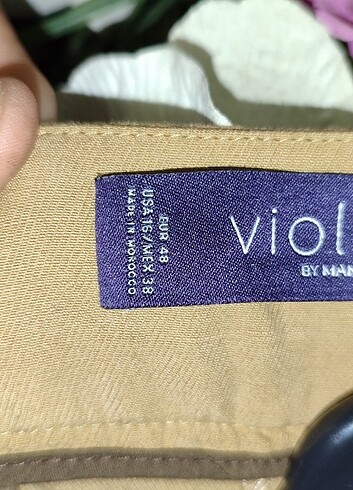 EUR 48
USA 16/MEX 38
MADE IN MOROCCO
viol
BY MAN